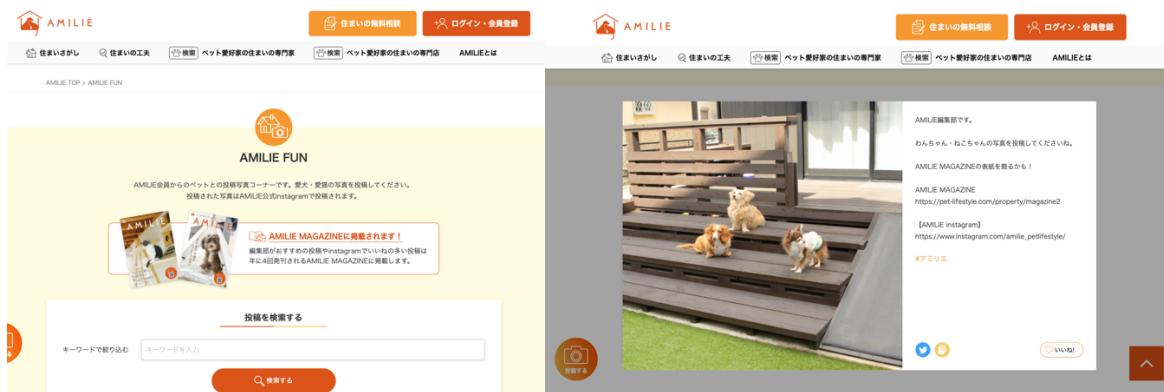 AMILIE
住まいの無料相談
ログイン・会員登録
住まいさがし
住まいの工夫
検索 ペット愛好家の住まいの専門家
検索 ペット愛好家の住まいの専門店
AMILIEとは
AMILIE TOP > AMILIE FUN
AMILIE FUN
AMILIE会員からのペットとの投稿写真コーナーです。愛犬・愛猫の写真を投稿してください。
投稿された写真はAMILIE公式instagramで投稿されます。
AMILIE
AMILIE
AMILIE MAGAZINEに掲載されます！
編集部がおすすめの投稿やinstagramでいいねの多い投稿は
年に4回発刊されるAMILIE MAGAZINEに掲載します。
投稿を検索する
キーワードで絞り込む
キーワードを入力
検索する
AMILIE
住まいの無料相談
ログイン・会員登録
住まいさがし
住まいの工夫
検索 ペット愛好家の住まいの専門家
検索 ペット愛好家の住まいの専門店
AMILIEとは
AMILIE編集部です。
わんちゃん・ねこちゃんの写真を投稿してくださいね。
AMILIE MAGAZINEの表紙を飾るかも！
AMILIE MAGAZINE
https://pet-lifestyle.com/property/magazine2
【AMILIE instagram】
https://www.instagram.com/amilie_petlifestyle/
#アミリエ
いいね!
投稿する